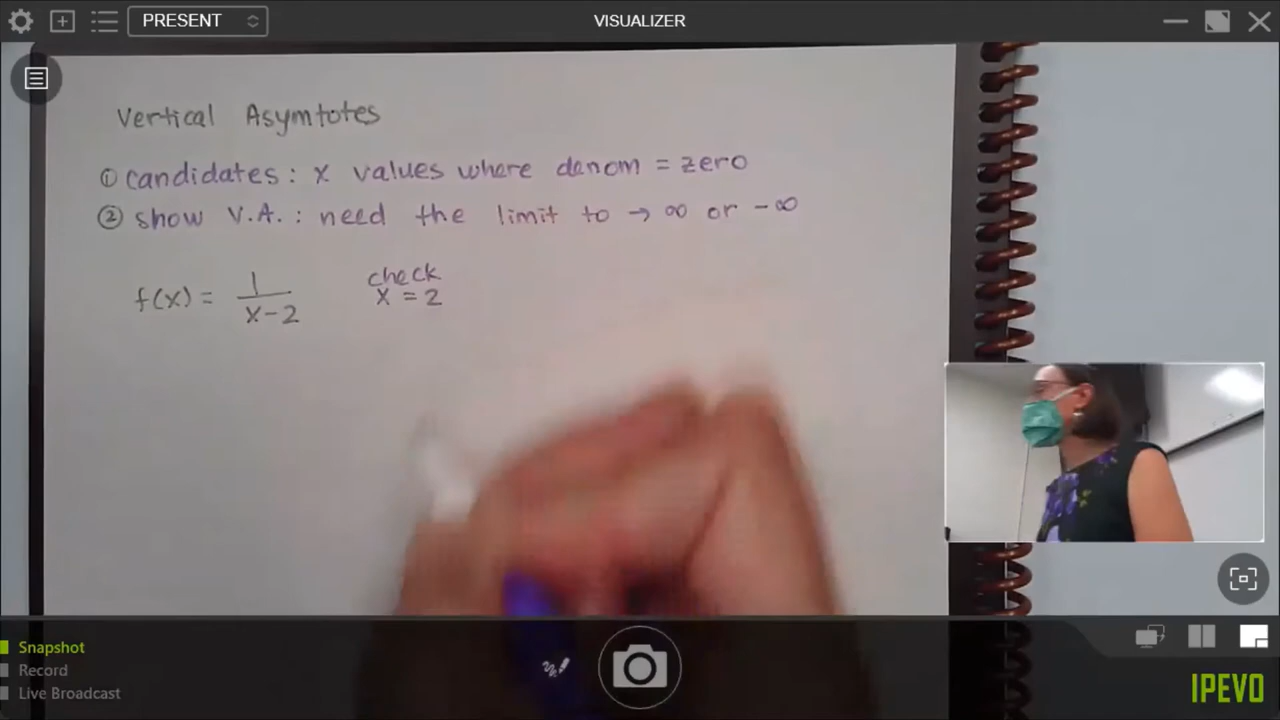 PRESENT
VISUALIZER
Vertical Asymtotes
① candidates: x values where denom = zero
② show V.A.: need the limit to → ∞ or -∞
f(x) = 1/(x-2) check x = 2
Snapshot
Record
Live Broadcast
IPEVO